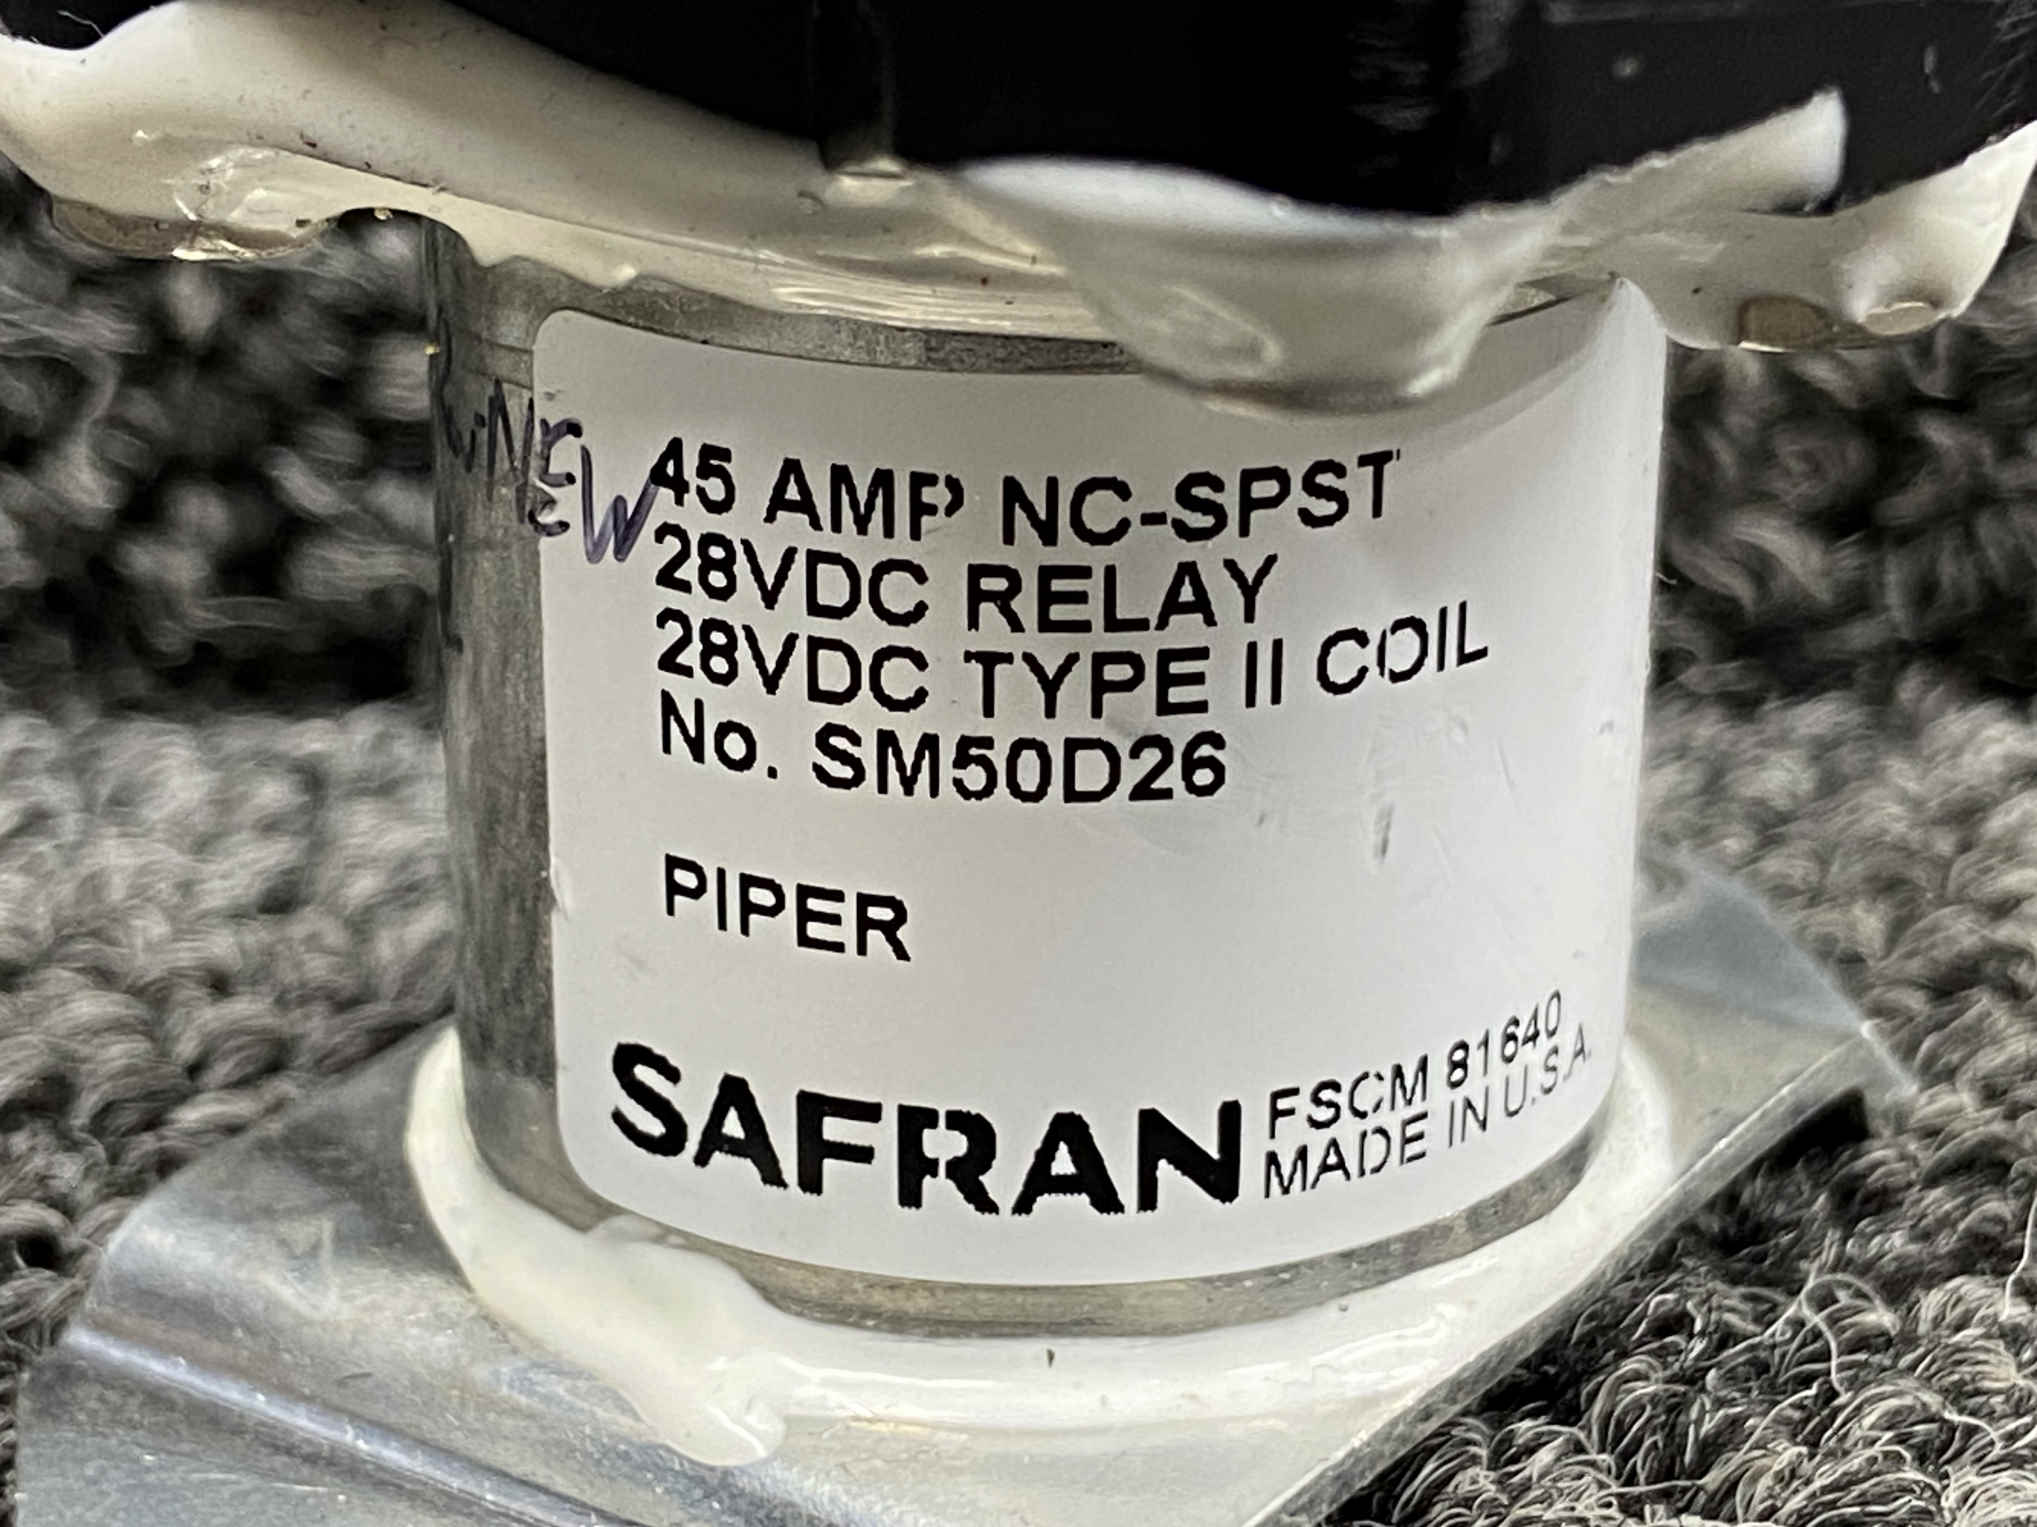 NEW
45 AMP NC-SPST
28VDC RELAY
28VDC TYPE II COIL
No. SM50D26
PIPER
SAFRAN
FSCM 81640
MADE IN U.S.A.